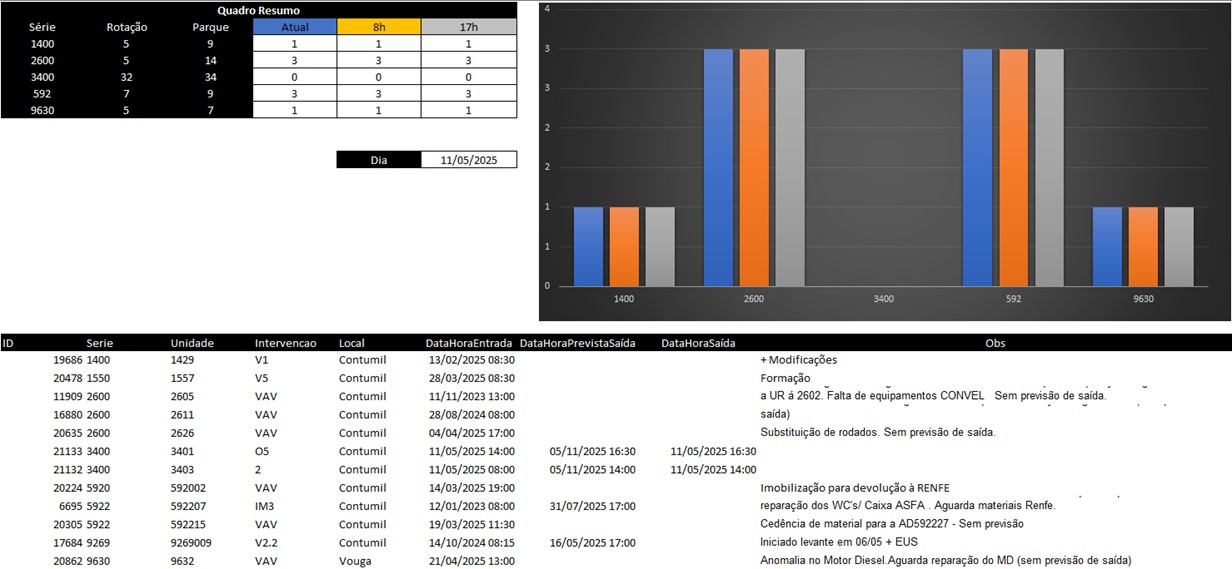 Quadro Resumo
Série Rotação Parque Atual 8h 17h
1400 5 9 1 1 1
2600 5 14 3 3 3
3400 32 34 0 0 0
592 7 9 3 3 3
9630 5 7 1 1 1
Dia 11/05/2025
4
3
3
2
2
1
1
0
1400 2600 3400 592 9630
ID Serie Unidade Intervencao Local DataHoraEntrada DataHoraPrevistaSaída DataHoraSaída Obs
19686 1400 1429 V1 Contumil 13/02/2025 08:30 + Modificações
20478 1550 1557 V5 Contumil 28/03/2025 08:30 Formação
11909 2600 2605 VAV Contumil 11/11/2023 13:00 a UR á 2602. Falta de equipamentos CONVEL Sem previsão de saída.
16880 2600 2611 VAV Contumil 28/08/2024 08:00 saída)
20635 2600 2626 VAV Contumil 04/04/2025 17:00 Substituição de rodados. Sem previsão de saída.
21133 3400 3401 O5 Contumil 11/05/2025 14:00 05/11/2025 16:30 11/05/2025 16:30
21132 3400 3403 2 Contumil 11/05/2025 08:00 05/11/2025 14:00 11/05/2025 14:00
20224 5920 592002 VAV Contumil 14/03/2025 19:00 Imobilização para devolução à RENFE
6695 5922 592207 IM3 Contumil 12/01/2023 08:00 31/07/2025 17:00 reparação dos WC's/ Caixa ASFA . Aguarda materiais Renfe.
20305 5922 592215 VAV Contumil 19/03/2025 11:30 Cedência de material para a AD592227 - Sem previsão
17684 9269 9269009 V2.2 Contumil 14/10/2024 08:15 16/05/2025 17:00 Iniciado levante em 06/05 + EUS
20862 9630 9632 VAV Vouga 21/04/2025 13:00 Anomalia no Motor Diesel.Aguarda reparação do MD (sem previsão de saída)